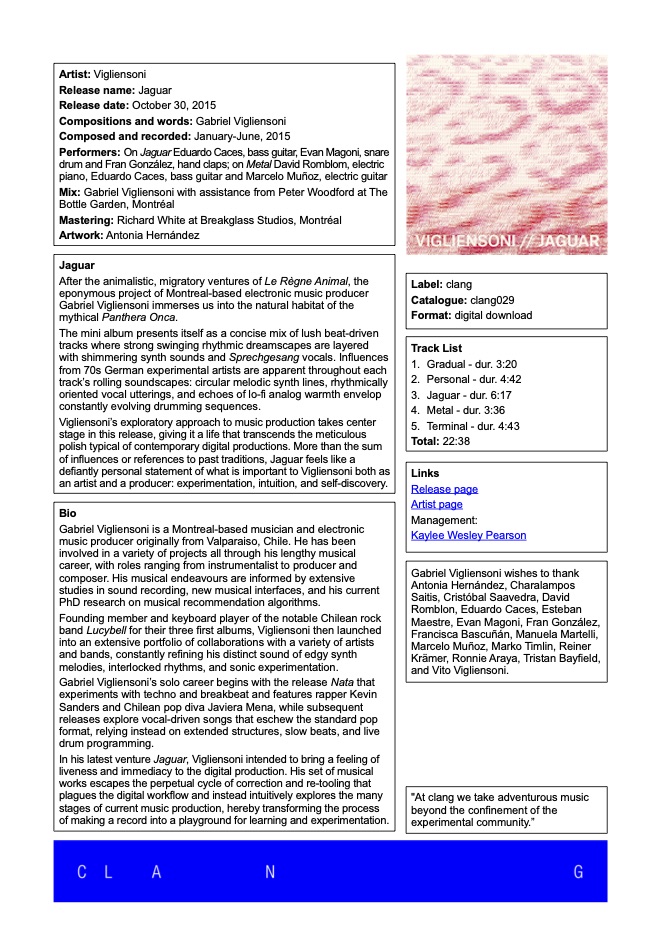 Artist: Vigliensoni
Release name: Jaguar
Release date: October 30, 2015
Compositions and words: Gabriel Vigliensoni
Composed and recorded: January-June, 2015
Performers: On Jaguar Eduardo Caces, bass guitar, Evan Magoni, snare
drum and Fran González, hand claps; on Metal David Romblom, electric
piano, Eduardo Caces, bass guitar and Marcelo Muñoz, electric guitar
Mix: Gabriel Vigliensoni with assistance from Peter Woodford at The
Bottle Garden, Montréal
Mastering: Richard White at Breakglass Studios, Montréal
Artwork: Antonia Hernández
Jaguar
After the animalistic, migratory ventures of Le Règne Animal, the
eponymous project of Montreal-based electronic music producer
Gabriel Vigliensoni immerses us into the natural habitat of the
mythical Panthera Onca.
The mini album presents itself as a concise mix of lush beat-driven
tracks where strong swinging rhythmic dreamscapes are layered
with shimmering synth sounds and Sprechgesang vocals. Influences
from 70s German experimental artists are apparent throughout each
track's rolling soundscapes: circular melodic synth lines, rhythmically
oriented vocal utterings, and echoes of lo-fi analog warmth envelop
constantly evolving drumming sequences.
Vigliensoni's exploratory approach to music production takes center
stage in this release, giving it a life that transcends the meticulous
polish typical of contemporary digital productions. More than the sum
of influences or references to past traditions, Jaguar feels like a
defiantly personal statement of what is important to Vigliensoni both as
an artist and a producer: experimentation, intuition, and self-discovery.
Bio
Gabriel Vigliensoni is a Montreal-based musician and electronic
music producer originally from Valparaiso, Chile. He has been
involved in a variety of projects all through his lengthy musical
career, with roles ranging from instrumentalist to producer and
composer. His musical endeavours are informed by extensive
studies in sound recording, new musical interfaces, and his current
PhD research on musical recommendation algorithms.
Founding member and keyboard player of the notable Chilean rock
band Lucybell for their three first albums, Vigliensoni then launched
into an extensive portfolio of collaborations with a variety of artists
and bands, constantly refining his distinct sound of edgy synth
melodies, interlocked rhythms, and sonic experimentation.
Gabriel Vigliensoni's solo career begins with the release Nata that
experiments with techno and breakbeat and features rapper Kevin
Sanders and Chilean pop diva Javiera Mena, while subsequent
releases explore vocal-driven songs that eschew the standard pop
format, relying instead on extended structures, slow beats, and live
drum programming.
In his latest venture Jaguar, Vigliensoni intended to bring a feeling of
liveness and immediacy to the digital production. His set of musical
works escapes the perpetual cycle of correction and re-tooling that
plagues the digital workflow and instead intuitively explores the many
stages of current music production, hereby transforming the process
of making a record into a playground for learning and experimentation.
VIGLIENSONI // JAGUAR
Label: clang
Catalogue: clang029
Format: digital download
Track List
1. Gradual - dur. 3:20
2. Personal - dur. 4:42
3. Jaguar - dur. 6:17
4. Metal - dur. 3:36
5. Terminal - dur. 4:43
Total: 22:38
Links
Release page
Artist page
Management:
Kaylee Wesley Pearson
Gabriel Vigliensoni wishes to thank
Antonia Hernández, Charalampos
Saitis, Cristóbal Saavedra, David
Romblon, Eduardo Caces, Esteban
Maestre, Evan Magoni, Fran González,
Francisca Bascuñán, Manuela Martelli,
Marcelo Muñoz, Marko Timlin, Reiner
Krämer, Ronnie Araya, Tristan Bayfield,
and Vito Vigliensoni.
"At clang we take adventurous music
beyond the confinement of the
experimental community."
C L A N G